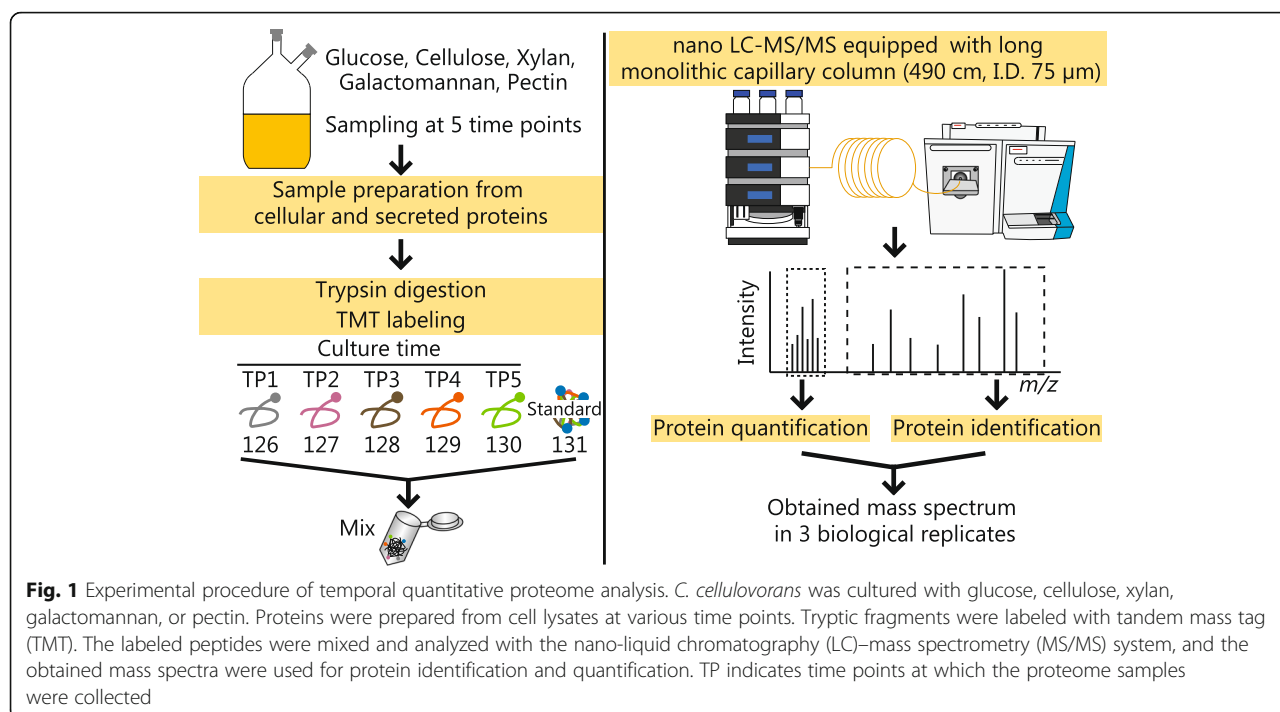 Glucose, Cellulose, Xylan,
Galactomannan, Pectin
Sampling at 5 time points
Sample preparation from
cellular and secreted proteins
Trypsin digestion
TMT labeling
Culture time
TP1 TP2 TP3 TP4 TP5
Standard
126 127 128 129 130 131
Mix
nano LC-MS/MS equipped with long
monolithic capillary column (490 cm, I.D. 75 μm)
Intensity
m/z
Protein quantification
Protein identification
Obtained mass spectrum
in 3 biological replicates
Fig. 1 Experimental procedure of temporal quantitative proteome analysis. C. cellulovorans was cultured with glucose, cellulose, xylan,
galactomannan, or pectin. Proteins were prepared from cell lysates at various time points. Tryptic fragments were labeled with tandem mass tag
(TMT). The labeled peptides were mixed and analyzed with the nano-liquid chromatography (LC)–mass spectrometry (MS/MS) system, and the
obtained mass spectra were used for protein identification and quantification. TP indicates time points at which the proteome samples
were collected